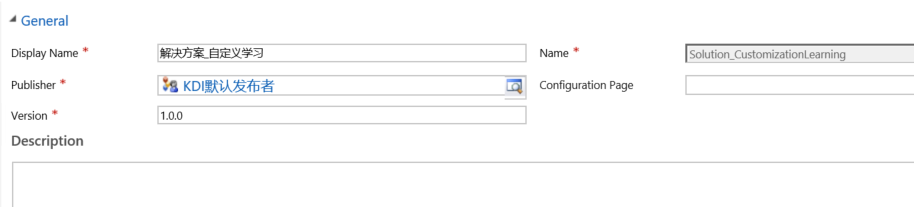 General
Display Name * 解决方案_自定义学习 Name * Solution_CustomizationLearning
Publisher * KDI默认发布者 Configuration Page
Version * 1.0.0
Description